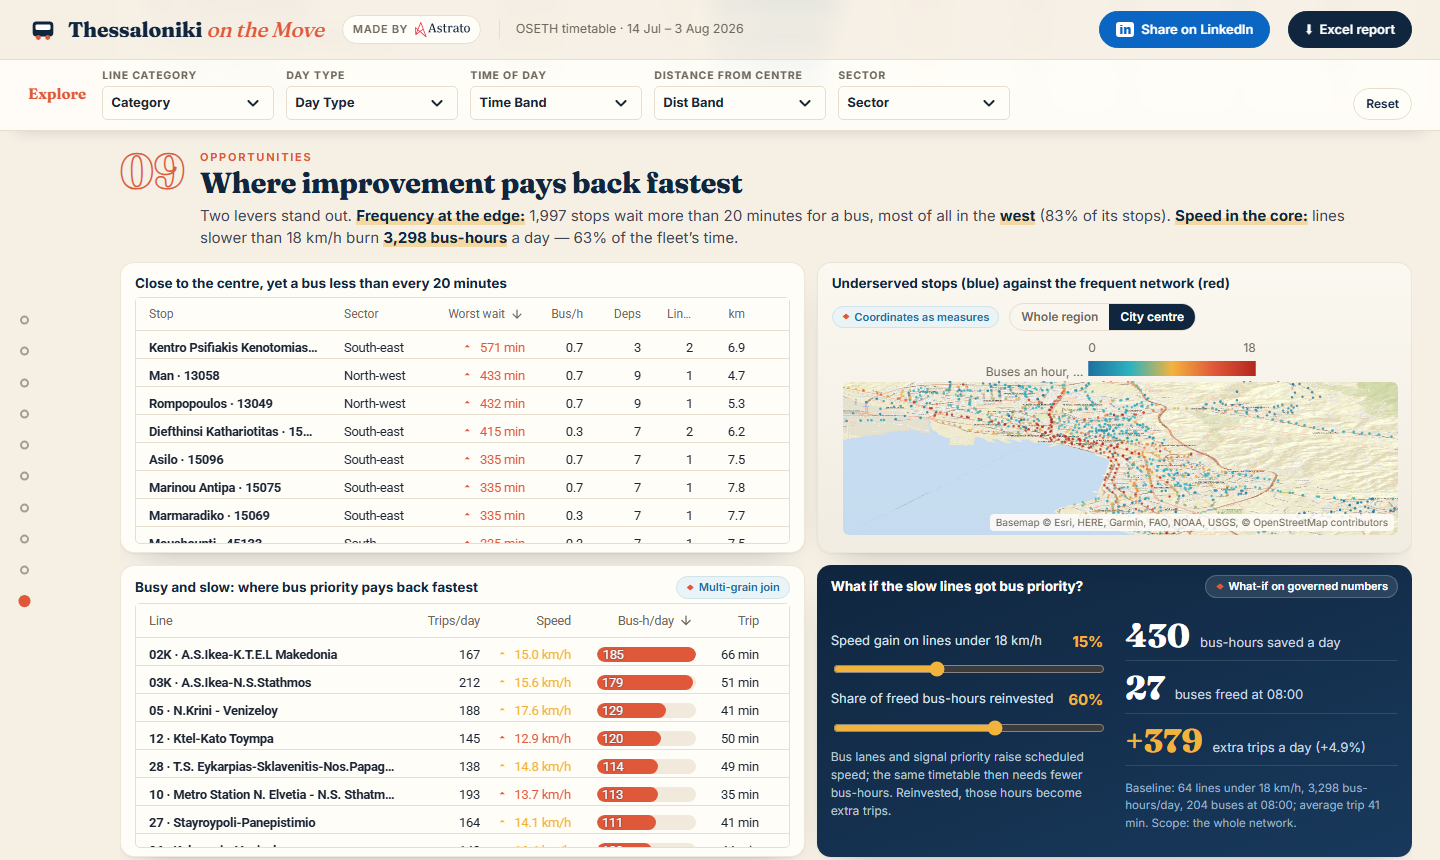 Thessaloniki on the Move
MADE BY Astrato
OSETH timetable · 14 Jul – 3 Aug 2026
in Share on LinkedIn
⬇ Excel report
Explore
LINE CATEGORY
Category
DAY TYPE
Day Type
TIME OF DAY
Time Band
DISTANCE FROM CENTRE
Dist Band
SECTOR
Sector
Reset
09
OPPORTUNITIES
Where improvement pays back fastest
Two levers stand out. Frequency at the edge: 1,997 stops wait more than 20 minutes for a bus, most of all in the west (83% of its stops). Speed in the core: lines
slower than 18 km/h burn 3,298 bus-hours a day — 63% of the fleet's time.
Close to the centre, yet a bus less than every 20 minutes
Stop Sector Worst wait ↓ Bus/h Deps Lin... km
Kentro Psifiakis Kenotomias... South-east 571 min 0.7 3 2 6.9
Man · 13058 North-west 433 min 0.7 9 1 4.7
Rompopoulos · 13049 North-west 432 min 0.7 9 1 5.3
Diefthinsi Kathariotitas · 15... South-east 415 min 0.3 7 2 6.2
Asilo · 15096 South-east 335 min 0.7 7 1 7.5
Marinou Antipa · 15075 South-east 335 min 0.7 7 1 7.8
Marmaradiko · 15069 South-east 335 min 0.3 7 1 7.7
Underserved stops (blue) against the frequent network (red)
Coordinates as measures
Whole region
City centre
0 18
Buses an hour, ...
Basemap © Esri, HERE, Garmin, FAO, NOAA, USGS, © OpenStreetMap contributors
Busy and slow: where bus priority pays back fastest
Multi-grain join
Line Trips/day Speed Bus-h/day ↓ Trip
02K · A.S.Ikea-K.T.E.L Makedonia 167 15.0 km/h 185 66 min
03K · A.S.Ikea-N.S.Stathmos 212 15.6 km/h 179 51 min
05 · N.Krini - Venizeloy 188 17.6 km/h 129 41 min
12 · Ktel-Kato Toympa 145 12.9 km/h 120 50 min
28 · T.S. Eykarpias-Sklavenitis-Nos.Papag... 138 14.8 km/h 114 49 min
10 · Metro Station N. Elvetia - N.S. Sthatm... 193 13.7 km/h 113 35 min
27 · Stayroypoli-Panepistimio 164 14.1 km/h 111 41 min
What if the slow lines got bus priority?
What-if on governed numbers
Speed gain on lines under 18 km/h 15%
Share of freed bus-hours reinvested 60%
Bus lanes and signal priority raise scheduled
speed; the same timetable then needs fewer
bus-hours. Reinvested, those hours become
extra trips.
430 bus-hours saved a day
27 buses freed at 08:00
+379 extra trips a day (+4.9%)
Baseline: 64 lines under 18 km/h, 3,298 bus-
hours/day, 204 buses at 08:00; average trip 41
min. Scope: the whole network.